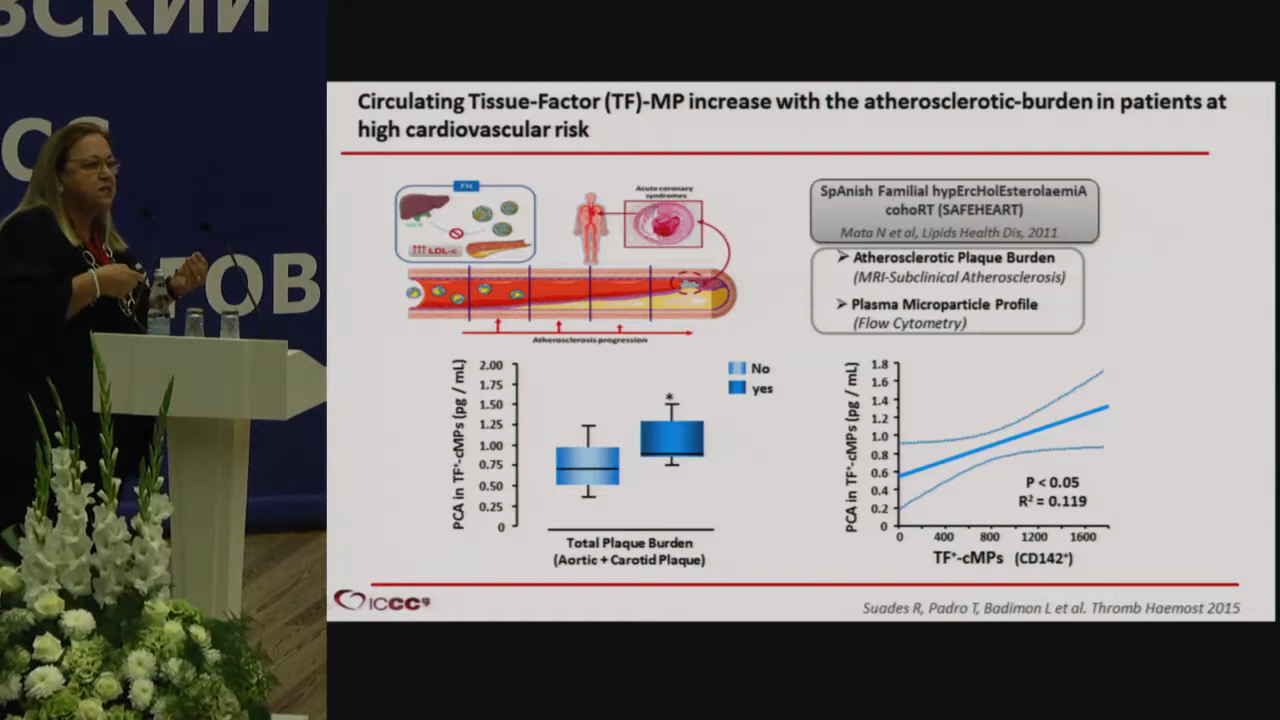 ВСКИЙ
СС
ТОВ
Circulating Tissue-Factor (TF)-MP increase with the atherosclerotic-burden in patients at
high cardiovascular risk
FH
↑↑↑ LDL-c
Acute coronary
syndromes
Atherosclerosis progression
SpAnish Familial hypErcHolEsterolaemiA
cohoRT (SAFEHEART)
Mata N et al, Lipids Health Dis, 2011
➤ Atherosclerotic Plaque Burden
(MRI-Subclinical Atherosclerosis)
➤ Plasma Microparticle Profile
(Flow Cytometry)
PCA in TF⁺-cMPs (pg / mL)
2.00
1.75
1.50
1.25
1.00
0.75
0.50
0.25
0
*
No
yes
Total Plaque Burden
(Aortic + Carotid Plaque)
PCA in TF⁺-cMPs (pg / mL)
1.8
1.6
1.4
1.2
1.0
0.8
0.6
0.4
0.2
0
P < 0.05
R² = 0.119
0 400 800 1200 1600
TF⁺-cMPs (CD142⁺)
ICCC
Suades R, Padro T, Badimon L et al. Thromb Haemost 2015